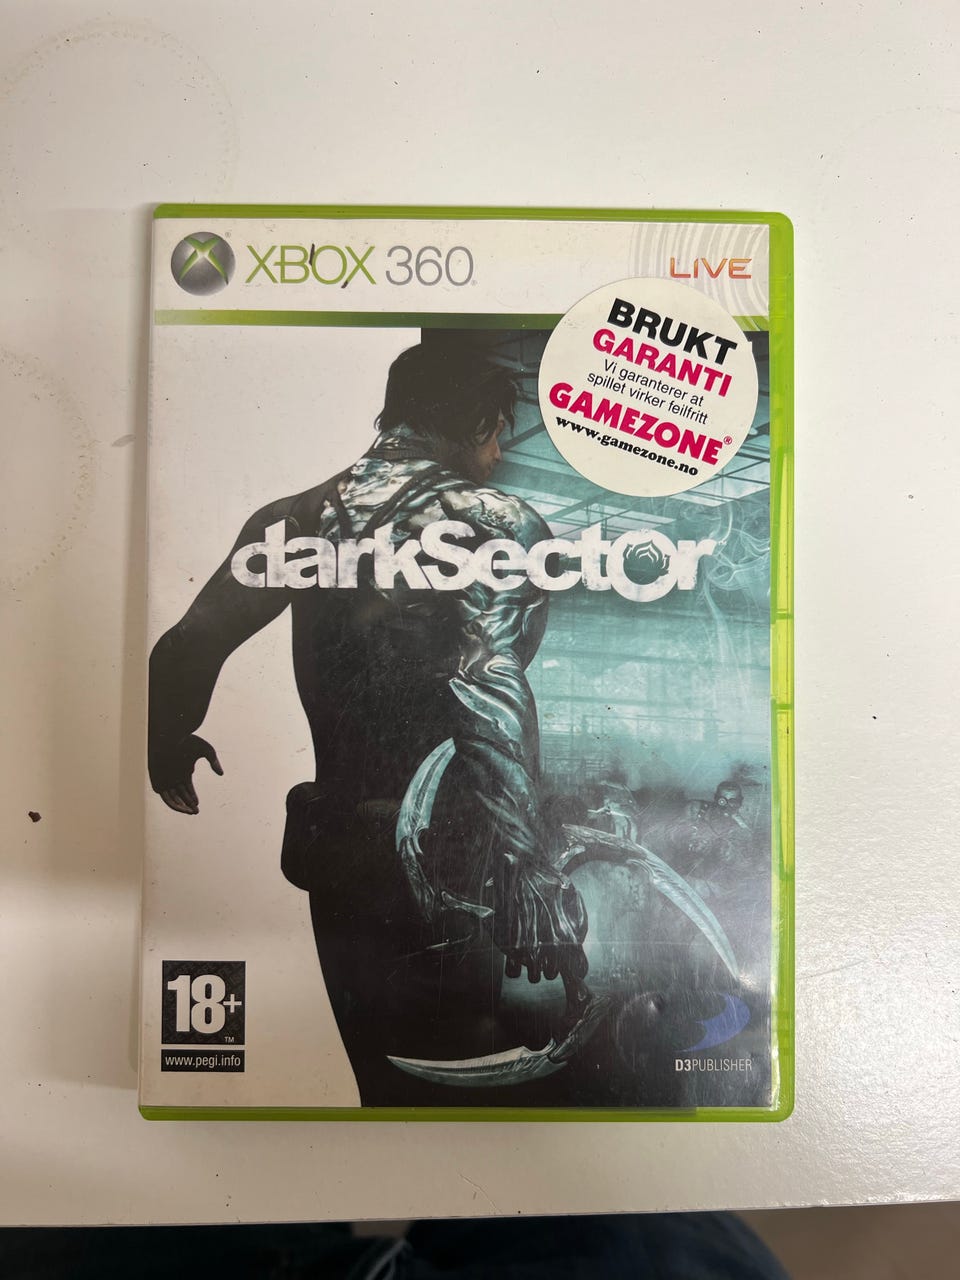 XBOX 360
LIVE
BRUKT
GARANTI
Vi garanterer at
spillet virker feilfritt
GAMEZONE®
www.gamezone.no
darkSector
18+
TM
www.pegi.info
D3PUBLISHER